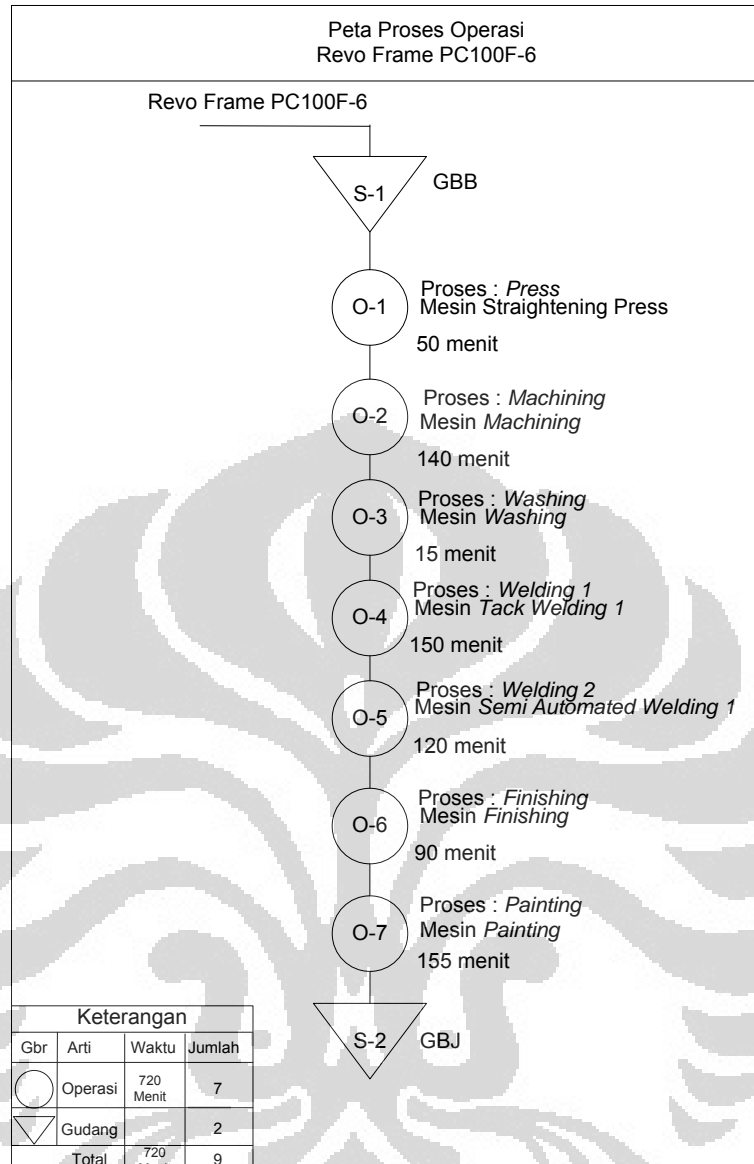 Peta Proses Operasi
Revo Frame PC100F-6
Revo Frame PC100F-6
S-1
GBB
O-1
Proses : Press
Mesin Straightening Press
50 menit
O-2
Proses : Machining
Mesin Machining
140 menit
O-3
Proses : Washing
Mesin Washing
15 menit
O-4
Proses : Welding 1
Mesin Tack Welding 1
150 menit
O-5
Proses : Welding 2
Mesin Semi Automated Welding 1
120 menit
O-6
Proses : Finishing
Mesin Finishing
90 menit
O-7
Proses : Painting
Mesin Painting
155 menit
S-2
GBJ
Keterangan
Gbr Arti Waktu Jumlah
Operasi 720 Menit 7
Gudang 2
Total 720 9